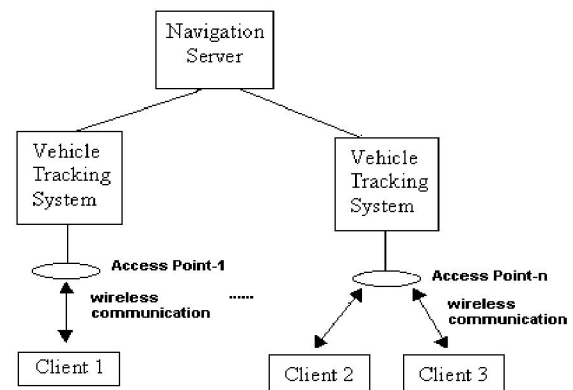 Navigation
Server
Vehicle
Tracking
System
Vehicle
Tracking
System
Access Point-1
Access Point-n
wireless
communication
......
wireless
communication
Client 1
Client 2
Client 3